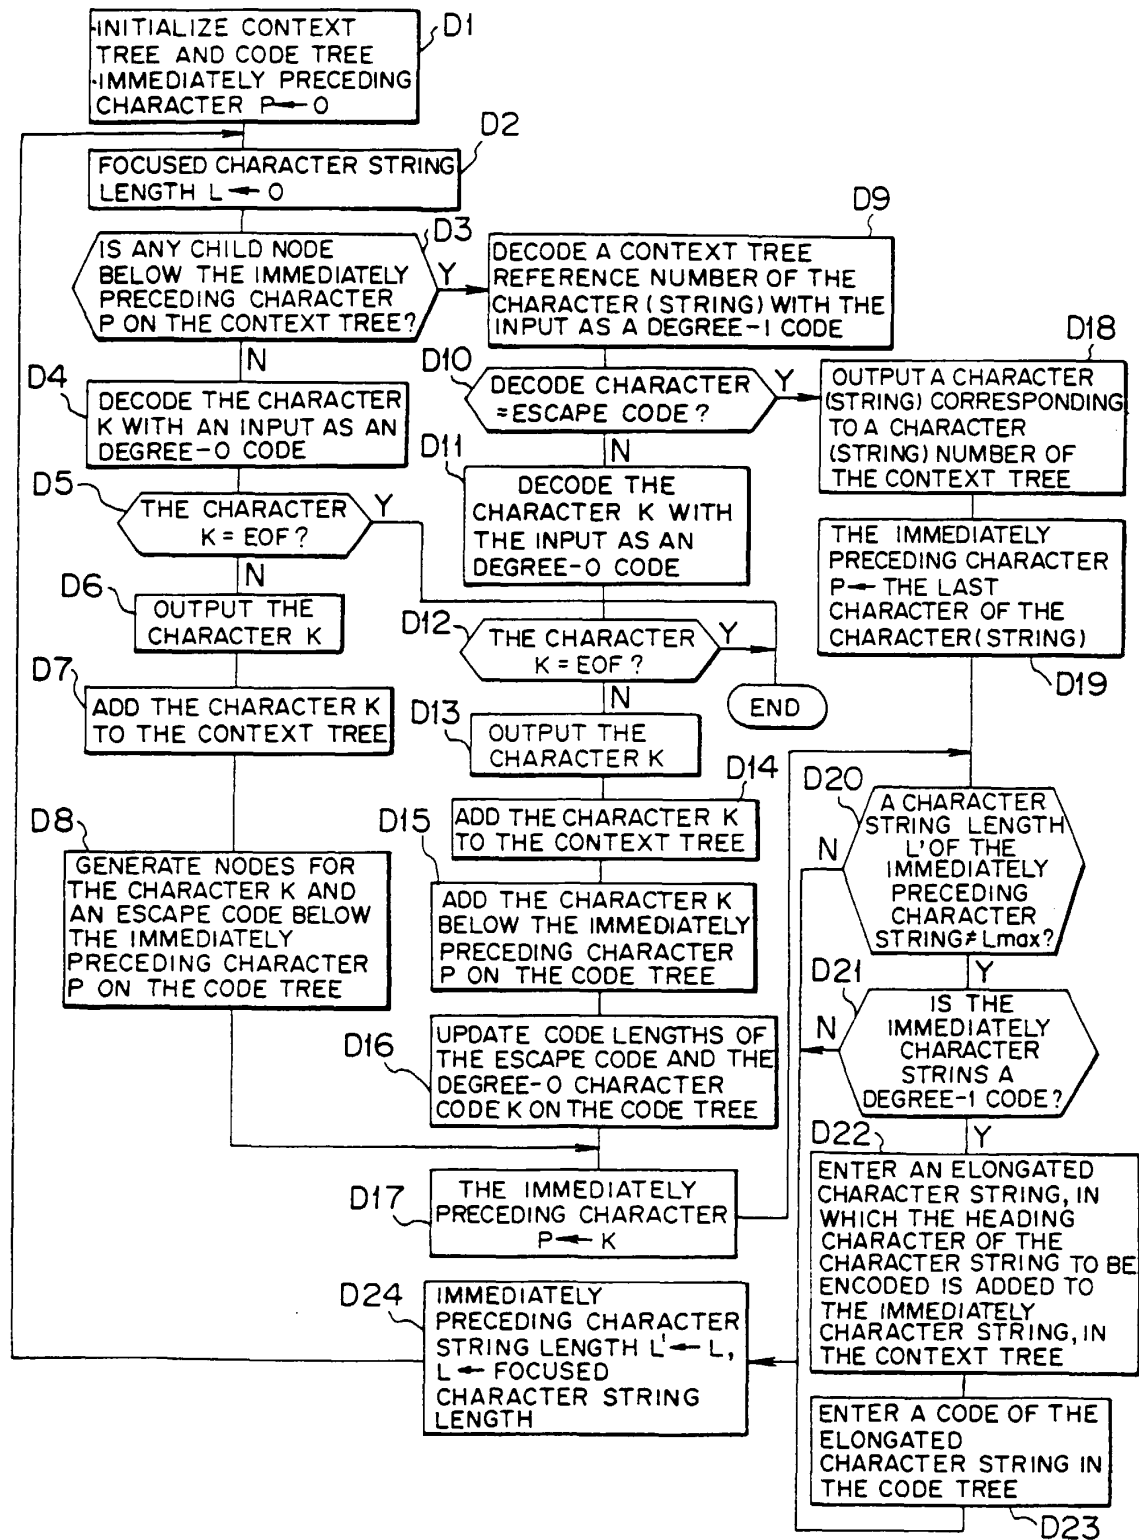 D1
·INITIALIZE CONTEXT
TREE AND CODE TREE
·IMMEDIATELY PRECEDING
CHARACTER P←0
D2
FOCUSED CHARACTER STRING
LENGTH L←0
D3
IS ANY CHILD NODE
BELOW THE IMMEDIATELY
PRECEDING CHARACTER
P ON THE CONTEXT TREE?
Y
N
D4
DECODE THE CHARACTER
K WITH AN INPUT AS AN
DEGREE-0 CODE
D5
THE CHARACTER
K = EOF?
Y
N
D6
OUTPUT THE
CHARACTER K
D7
ADD THE CHARACTER K
TO THE CONTEXT TREE
D8
GENERATE NODES FOR
THE CHARACTER K AND
AN ESCAPE CODE BELOW
THE IMMEDIATELY
PRECEDING CHARACTER
P ON THE CODE TREE
D9
DECODE A CONTEXT TREE
REFERENCE NUMBER OF THE
CHARACTER (STRING) WITH THE
INPUT AS A DEGREE-1 CODE
D10
DECODE CHARACTER
=ESCAPE CODE?
Y
N
D11
DECODE THE
CHARACTER K WITH
THE INPUT AS AN
DEGREE-0 CODE
D12
THE CHARACTER
K = EOF?
Y
N
END
D13
OUTPUT THE
CHARACTER K
D14
ADD THE CHARACTER K
TO THE CONTEXT TREE
D15
ADD THE CHARACTER K
BELOW THE IMMEDIATELY
PRECEDING CHARACTER
P ON THE CODE TREE
D16
UPDATE CODE LENGTHS OF
THE ESCAPE CODE AND THE
DEGREE-0 CHARACTER
CODE K ON THE CODE TREE
D17
THE IMMEDIATELY
PRECEDING CHARACTER
P←K
D18
OUTPUT A CHARACTER
(STRING) CORRESPONDING
TO A CHARACTER
(STRING) NUMBER OF
THE CONTEXT TREE
THE IMMEDIATELY
PRECEDING CHARACTER
P← THE LAST
CHARACTER OF THE
CHARACTER(STRING)
D19
D20
A CHARACTER
STRING LENGTH
L' OF THE
IMMEDIATELY
PRECEDING
CHARACTER
STRING≠Lmax?
N
Y
D21
IS THE
IMMEDIATELY
CHARACTER
STRINS A
DEGREE-1 CODE?
N
Y
D22
ENTER AN ELONGATED
CHARACTER STRING, IN
WHICH THE HEADING
CHARACTER OF THE
CHARACTER STRING TO BE
ENCODED IS ADDED TO
THE IMMEDIATELY
CHARACTER STRING, IN
THE CONTEXT TREE
ENTER A CODE OF THE
ELONGATED
CHARACTER STRING IN
THE CODE TREE
D23
D24
IMMEDIATELY
PRECEDING CHARACTER
STRING LENGTH L'←L,
L← FOCUSED
CHARACTER STRING
LENGTH